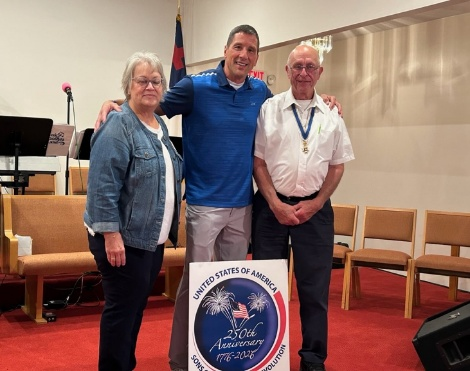 EXIT
UNITED STATES OF AMERICA
250th
Anniversary
1776-2026
SONS
REVOLUTION